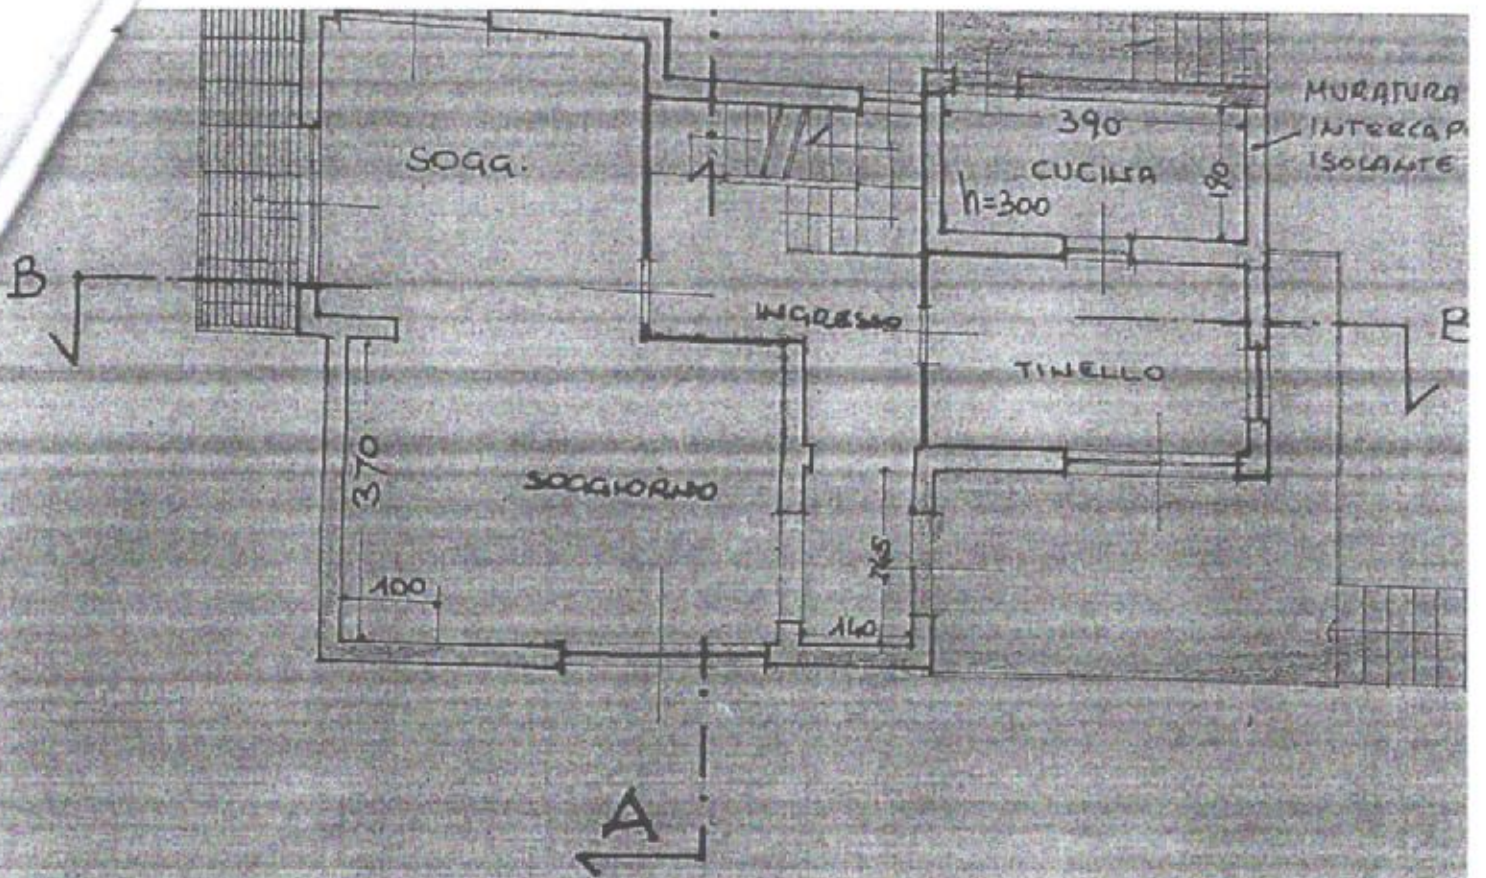 MURATURA
INTERCAP
ISOLANTE
390
SOGG.
CUCINA
h=300
B
INGRESSO
TINELLO
370
SOGGIORNO
100
140
A